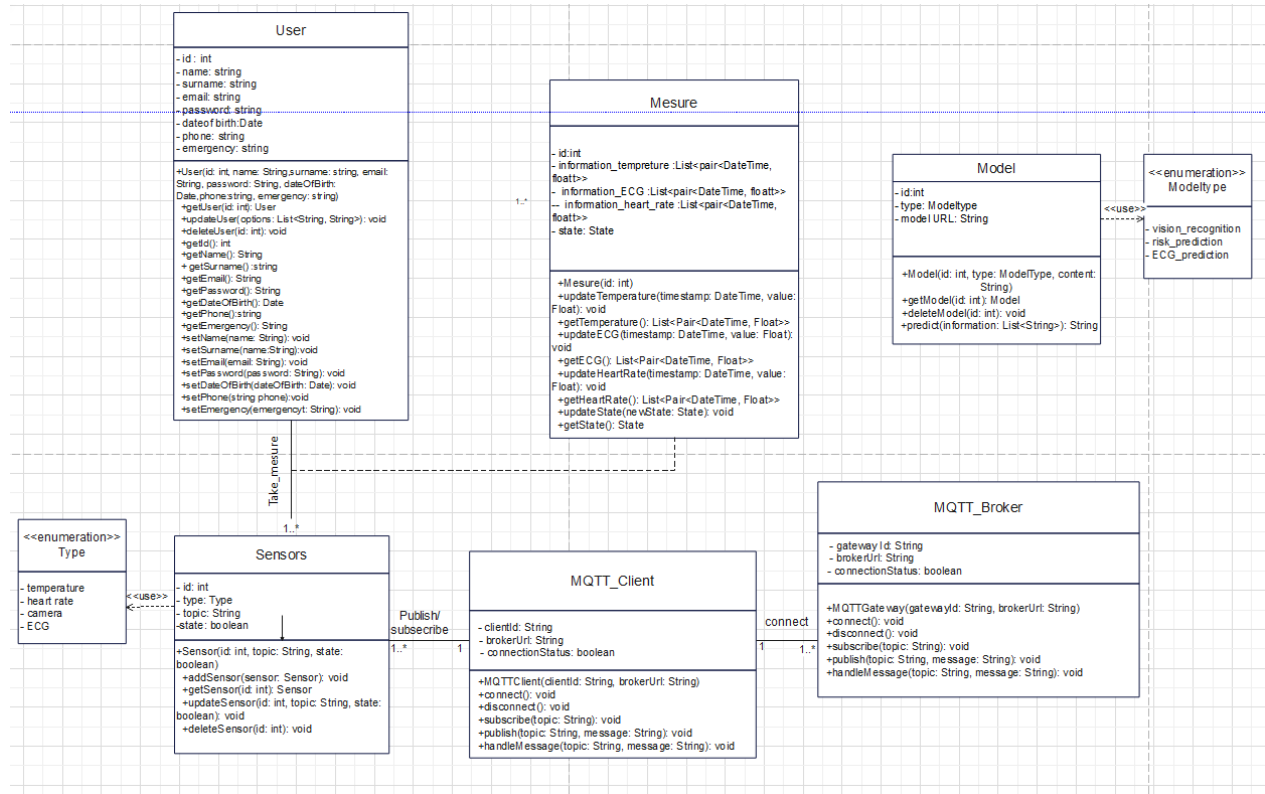 User
- id : int
- name: string
- surname: string
- email: string
- password: string
- dateof birth:Date
- phone: string
- emergency: string
+User(id: int, name: String,surname: string, email:
String, password: String, dateOfBirth:
Date,phone:string, emergency: string)
+getUser(id: int): User
+updateUser(options: List<String, String>): void
+deleteUser(id: int): void
+getId(): int
+getName(): String
+ getSurname() :string
+getEmail(): String
+getPassword(): String
+getDateOfBirth(): Date
+getPhone():string
+getEmergency(): String
+setName(name: String): void
+setSurname(name:String):void
+setEmail(email: String): void
+setPassword(password: String): void
+setDateOfBirth(dateOfBirth: Date): void
+setPhone(string phone):void
+setEmergency(emergencyt: String): void
1..*
Mesure
- id:int
- information_tempreture :List<pair<DateTime,
floatt>>
- information_ECG :List<pair<DateTime, floatt>>
-- information_heart_rate :List<pair<DateTime,
floatt>>
- state: State
+Mesure(id: int)
+updateTemperature(timestamp: DateTime, value:
Float): void
+getTemperature(): List<Pair<DateTime, Float>>
+updateECG(timestamp: DateTime, value: Float):
void
+getECG(): List<Pair<DateTime, Float>>
+updateHeartRate(timestamp: DateTime, value:
Float): void
+getHeartRate(): List<Pair<DateTime, Float>>
+updateState(newState: State): void
+getState(): State
Model
- id:int
- type: Modeltype
- model URL: String
+Model(id: int, type: ModelType, content:
String)
+getModel(id: int): Model
+deleteModel(id: int): void
+predict(information: List<String>): String
<<use>>
<<enumeration>>
Modeltype
- vision_recognition
- risk_prediction
- ECG_prediction
Take_mesure
1..*
<<enumeration>>
Type
- temperature
- heart rate
- camera
- ECG
<<use>>
Sensors
- id: int
- type: Type
- topic: String
-state: boolean
+Sensor(id: int, topic: String, state:
boolean)
+addSensor(sensor: Sensor): void
+getSensor(id: int): Sensor
+updateSensor(id: int, topic: String, state:
boolean): void
+deleteSensor(id: int): void
Publish/
subsecribe
1..*
1
MQTT_Client
- clientId: String
- brokerUrl: String
- connectionStatus: boolean
+MQTTClient(clientId: String, brokerUrl: String)
+connect(): void
+disconnect(): void
+subscribe(topic: String): void
+publish(topic: String, message: String): void
+handleMessage(topic: String, message: String): void
connect
1
1..*
MQTT_Broker
- gateway Id: String
- brokerUrl: String
- connectionStatus: boolean
+MQTTGateway(gatewayId: String, brokerUrl: String)
+connect(): void
+disconnect(): void
+subscribe(topic: String): void
+publish(topic: String, message: String): void
+handleMessage(topic: String, message: String): void